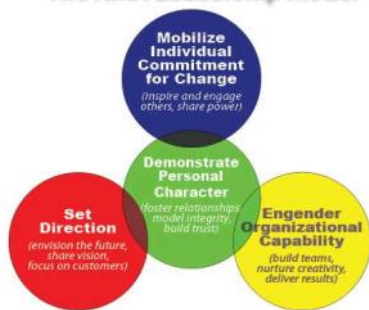 Mobilize
Individual
Commitment
for Change
(inspire and engage
others, share power)
Demonstrate
Personal
Character
(foster relationships
model integrity,
build trust)
Set
Direction
(envision the future,
share vision,
focus on customers)
Engender
Organizational
Capability
(build teams,
nurture creativity,
deliver results)